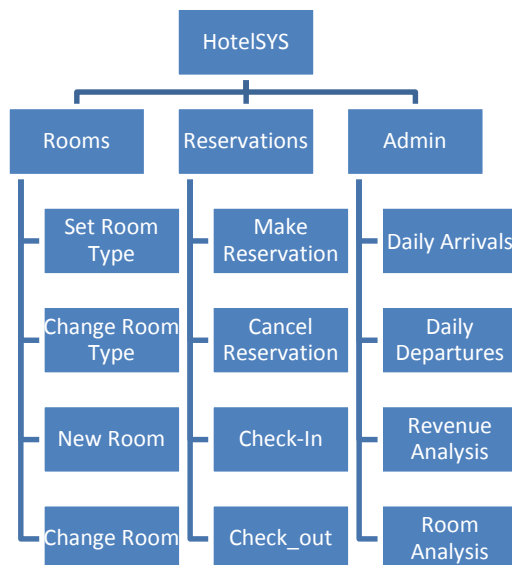 HotelSYS
Rooms
Reservations
Admin
Set Room
Type
Make
Reservation
Daily Arrivals
Change Room
Type
Cancel
Reservation
Daily
Departures
New Room
Check-In
Revenue
Analysis
Change Room
Check_out
Room
Analysis